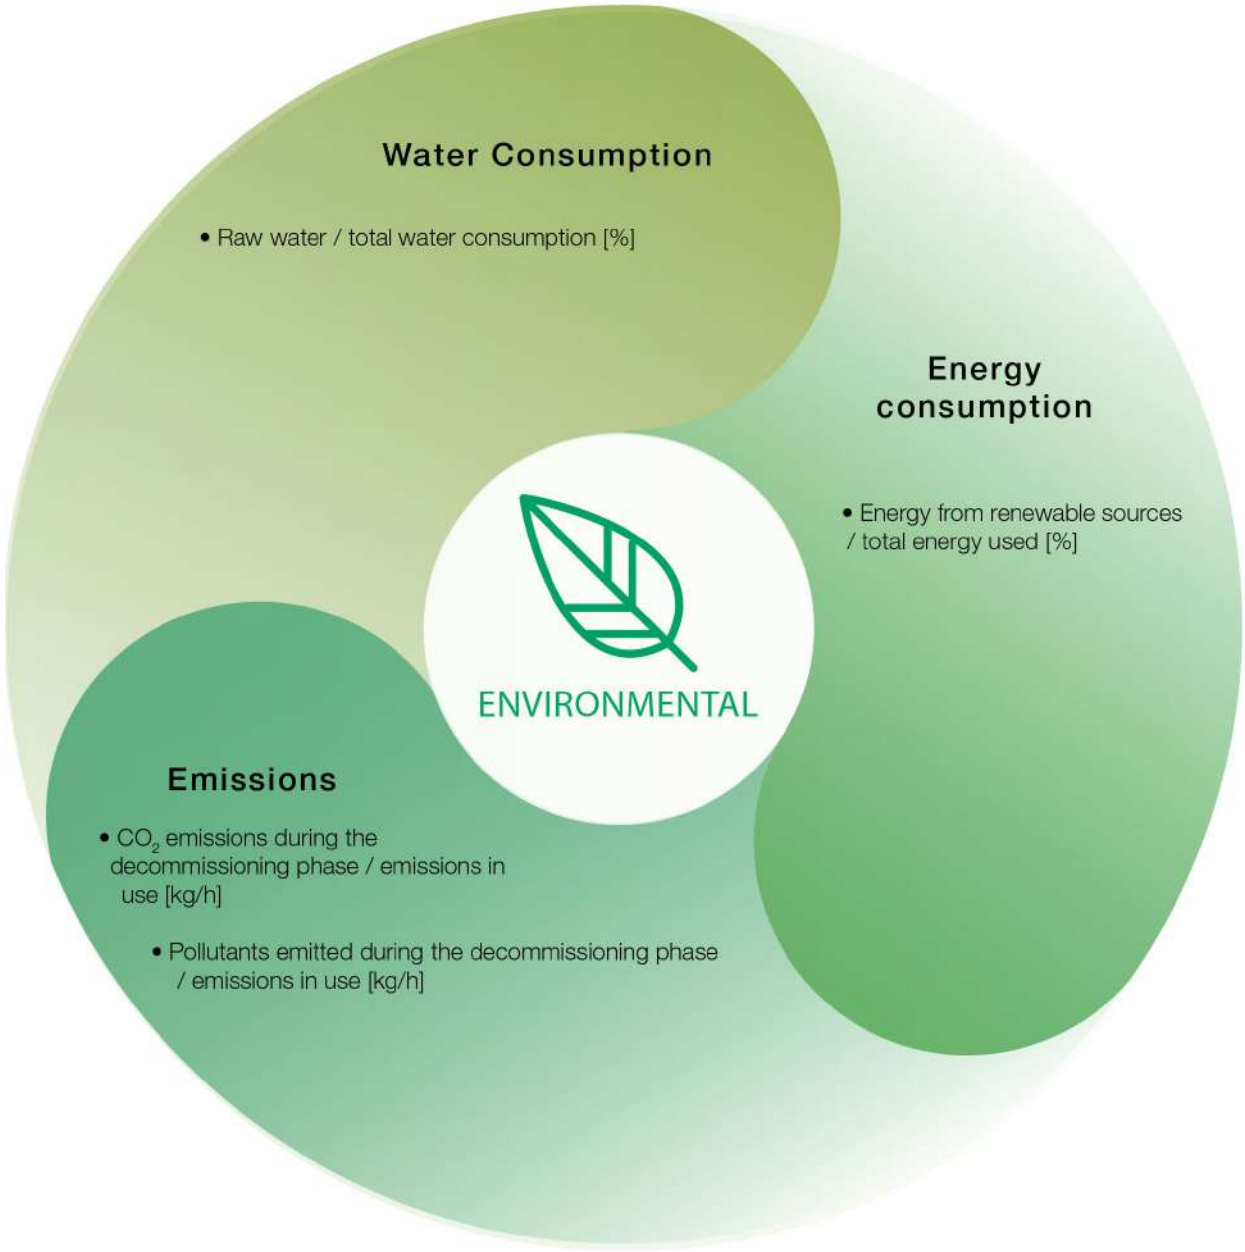 Water Consumption
• Raw water / total water consumption [%]
Energy
consumption
• Energy from renewable sources
/ total energy used [%]
ENVIRONMENTAL
Emissions
• CO₂ emissions during the
decommissioning phase / emissions in
use [kg/h]
• Pollutants emitted during the decommissioning phase
/ emissions in use [kg/h]